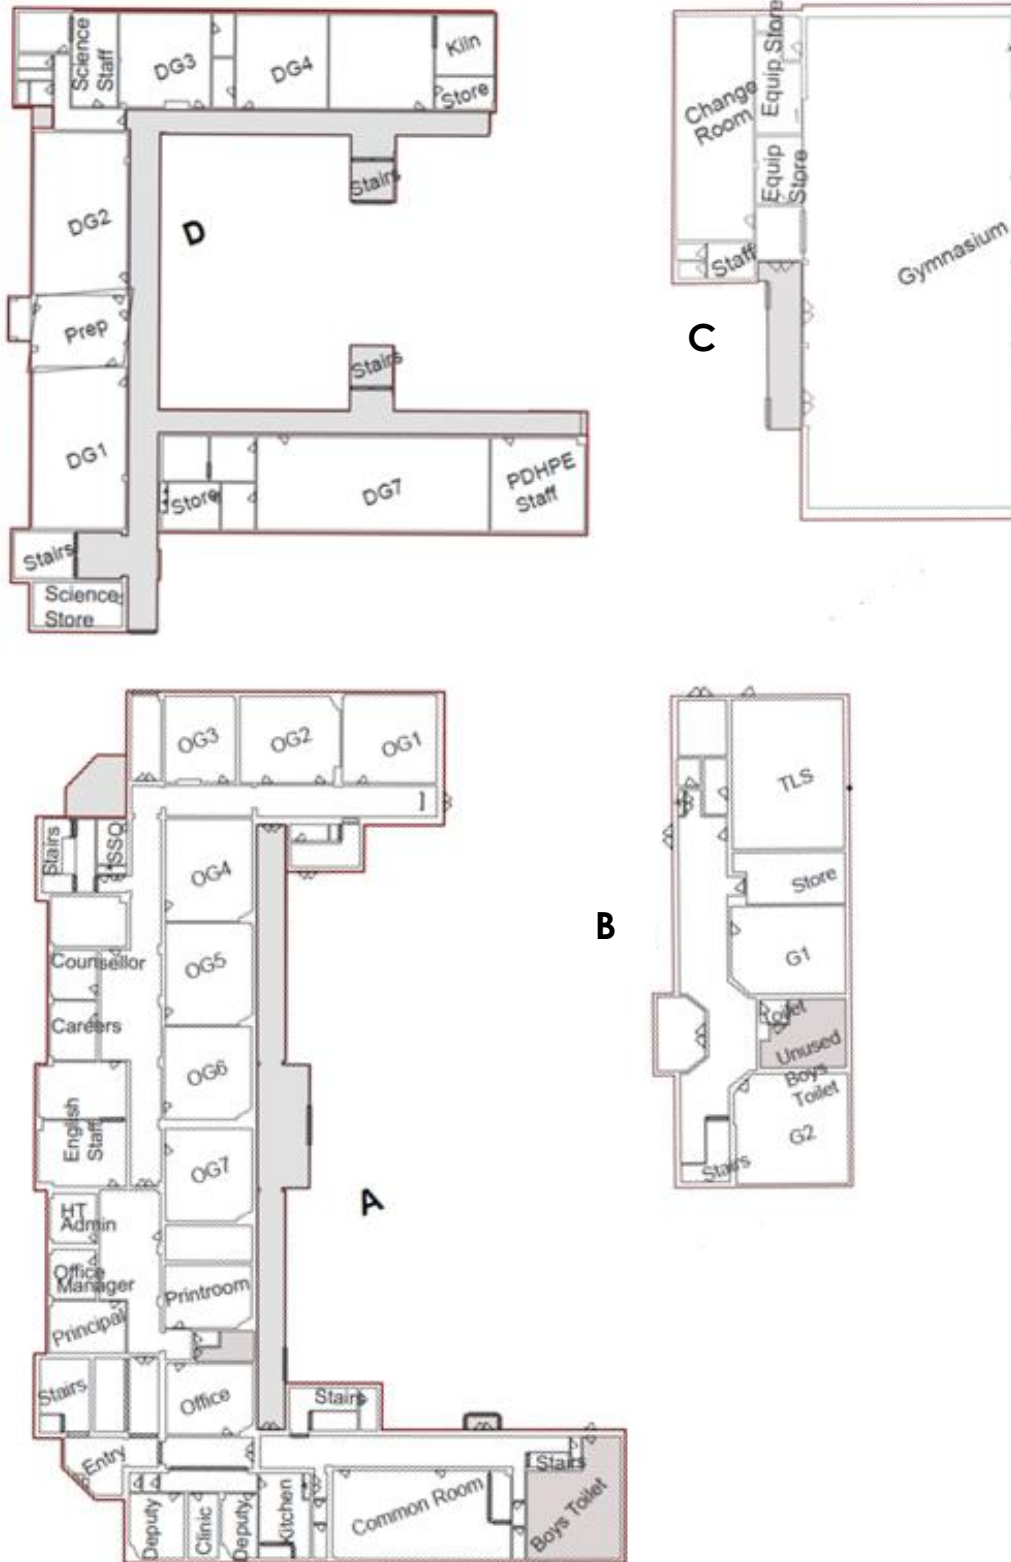 Science
Staff
DG3
DG4
Kiln
Store
Stairs
DG2
D
Prep
Stairs
DG1
DG7
PDHPE
Staff
Store
Stairs
Science
Store
Equip Store
Change
Room
Equip
Store
Staff
Gymnasium
C
OG3
OG2
OG1
Stairs
SSO
OG4
Counsellor
OG5
Careers
OG6
English
Staff
OG7
A
HT
Admin
Office
Manager
Printroom
Principal
Stairs
Office
Stairs
Entry
Stairs
Deputy
Clinic
Deputy
Kitchen
Common Room
Boys Toilet
TLS
Store
B
G1
Toilet
Unused
Boys
Toilet
G2
Stairs